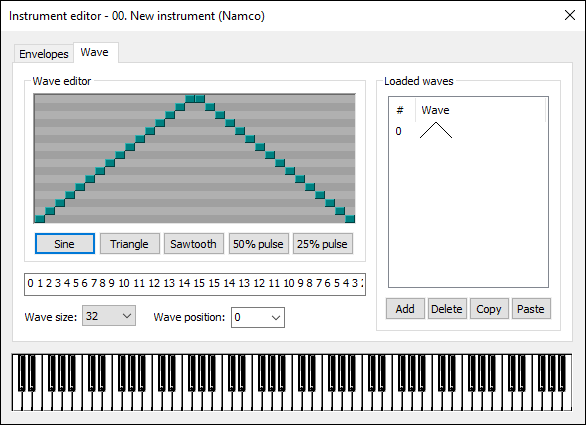 Instrument editor - 00. New instrument (Namco)
Envelopes Wave
Wave editor
Sine Triangle Sawtooth 50% pulse 25% pulse
0 1 2 3 4 5 6 7 8 9 10 11 12 13 14 15 15 14 13 12 11 10 9 8 7 6 5 4 3
Wave size: 32 Wave position: 0
Loaded waves
# Wave
0
Add Delete Copy Paste